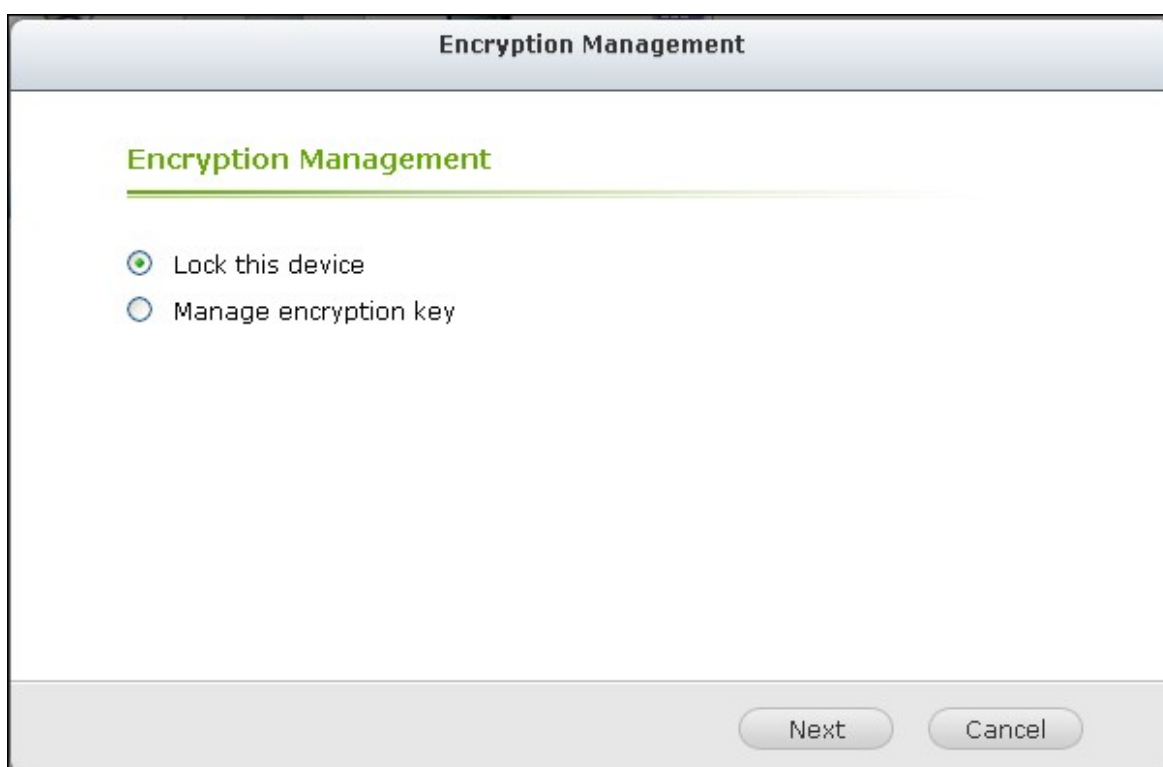 Encryption Management
Encryption Management
Lock this device
Manage encryption key
Next Cancel